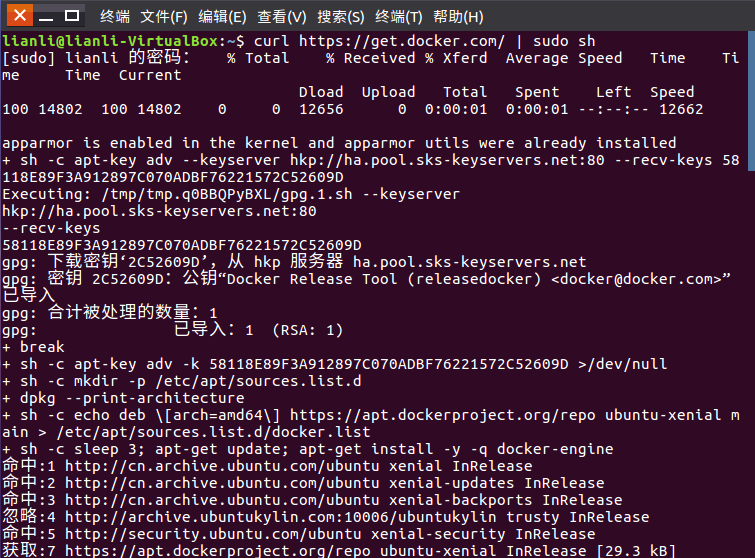 终端 文件(F) 编辑(E) 查看(V) 搜索(S) 终端(T) 帮助(H)
lianli@lianli-VirtualBox:~$ curl https://get.docker.com/ | sudo sh
[sudo] lianli 的密码：   % Total    % Received % Xferd  Average Speed   Time    Ti
me     Time  Current
                                 Dload  Upload   Total   Spent    Left  Speed
100 14802  100 14802    0     0  12656      0  0:00:01  0:00:01 --:--:-- 12662
apparmor is enabled in the kernel and apparmor utils were already installed
+ sh -c apt-key adv --keyserver hkp://ha.pool.sks-keyservers.net:80 --recv-keys 58
118E89F3A912897C070ADBF76221572C52609D
Executing: /tmp/tmp.q0BBQPyBXL/gpg.1.sh --keyserver
hkp://ha.pool.sks-keyservers.net:80
--recv-keys
58118E89F3A912897C070ADBF76221572C52609D
gpg: 下载密钥‘2C52609D’，从 hkp 服务器 ha.pool.sks-keyservers.net
gpg: 密钥 2C52609D：公钥“Docker Release Tool (releasedocker) <docker@docker.com>”
已导入
gpg: 合计被处理的数量：1
gpg:               已导入：1  (RSA: 1)
+ break
+ sh -c apt-key adv -k 58118E89F3A912897C070ADBF76221572C52609D >/dev/null
+ sh -c mkdir -p /etc/apt/sources.list.d
+ dpkg --print-architecture
+ sh -c echo deb \[arch=amd64\] https://apt.dockerproject.org/repo ubuntu-xenial m
ain > /etc/apt/sources.list.d/docker.list
+ sh -c sleep 3; apt-get update; apt-get install -y -q docker-engine
命中:1 http://cn.archive.ubuntu.com/ubuntu xenial InRelease
命中:2 http://cn.archive.ubuntu.com/ubuntu xenial-updates InRelease
命中:3 http://cn.archive.ubuntu.com/ubuntu xenial-backports InRelease
忽略:4 http://archive.ubuntukylin.com:10006/ubuntukylin trusty InRelease
命中:5 http://security.ubuntu.com/ubuntu xenial-security InRelease
获取:7 https://apt.dockerproject.org/repo ubuntu-xenial InRelease [29.3 kB]